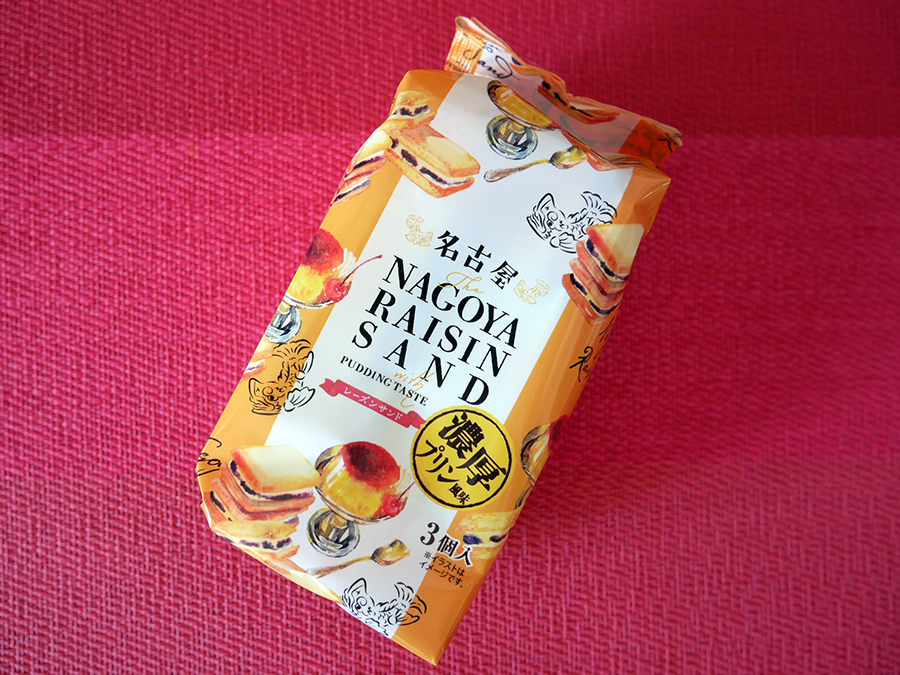 名古屋
The
NAGOYA
RAISIN
SAND
with
PUDDING TASTE
レーズンサンド
濃厚
プリン風味
3個入
※イラストは
イメージです。